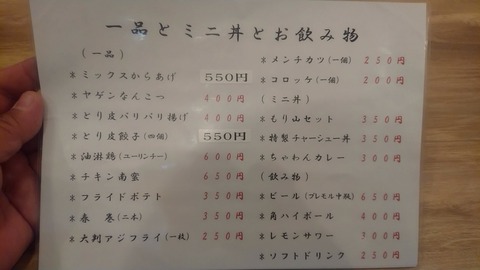 一品とミニ丼とお飲み物
(一品)
*ミックスからあげ 550円
*ヤゲンなんこつ 400円
*とり皮パリパリ揚げ 400円
*とり皮餃子(四個) 550円
*油淋鶏(ユーリンチー) 600円
*チキン南蛮 650円
*フライドポテト 350円
*春巻(二本) 350円
*大判アジフライ(一枚) 250円
*メンチカツ(一個) 250円
*コロッケ(一個) 200円
(ミニ丼)
*もり山セット 350円
*特製チャーシュー丼 350円
*ちゃわんカレー 300円
(飲み物)
*ビール(プレモル中瓶) 650円
*角ハイボール 400円
*レモンサワー 300円
*ソフトドリンク 250円